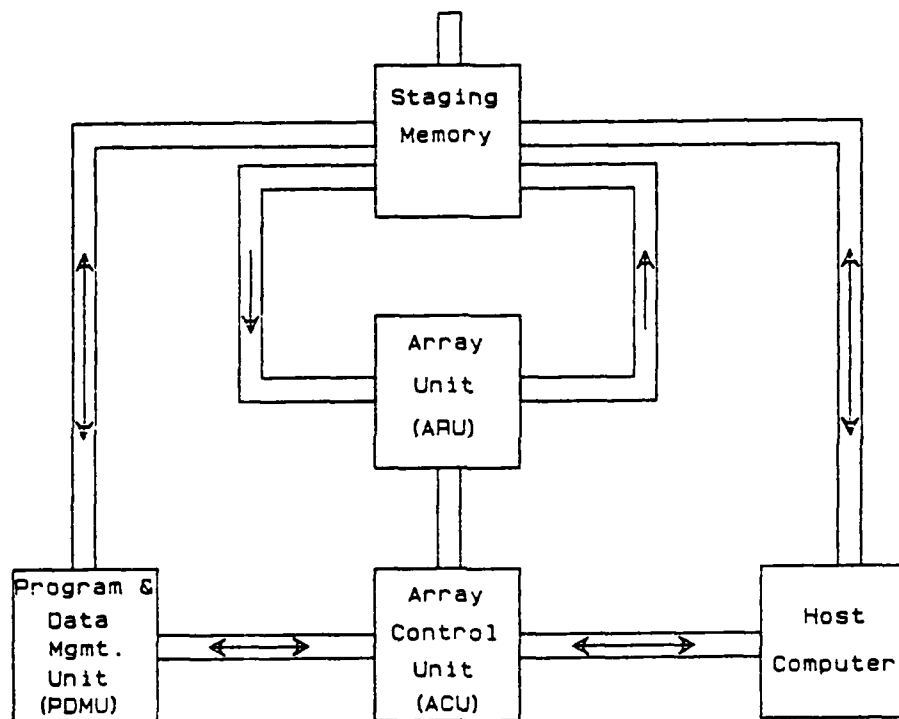 Staging
Memory
Array
Unit
(ARU)
Program &
Data
Mgmt.
Unit
(PDMU)
Array
Control
Unit
(ACU)
Host
Computer